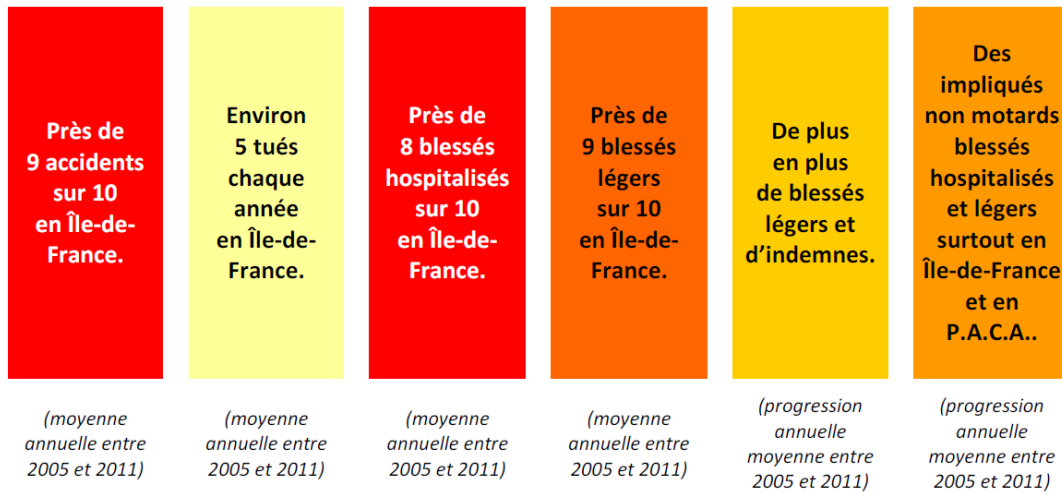 Près de
9 accidents
sur 10
en Île-de-
France.
(moyenne
annuelle entre
2005 et 2011)
Environ
5 tués
chaque
année
en Île-de-
France.
(moyenne
annuelle entre
2005 et 2011)
Près de
8 blessés
hospitalisés
sur 10
en Île-de-
France.
(moyenne
annuelle entre
2005 et 2011)
Près de
9 blessés
légers
sur 10
en Île-de-
France.
(moyenne
annuelle entre
2005 et 2011)
De plus
en plus
de blessés
légers et
d'indemnes.
(progression
annuelle
moyenne entre
2005 et 2011)
Des
impliqués
non motards
blessés
hospitalisés
et légers
surtout en
Île-de-France
et en
P.A.C.A..
(progression
annuelle
moyenne entre
2005 et 2011)